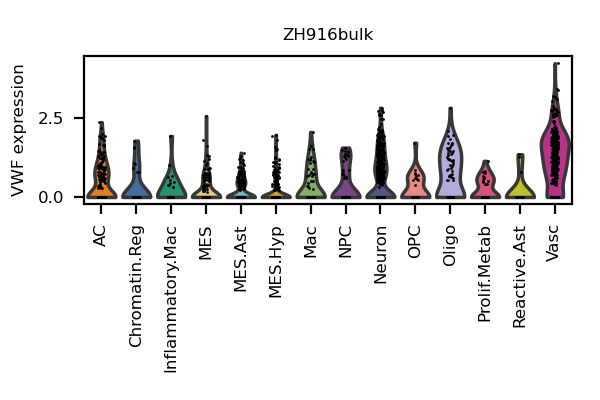 ZH916bulk
VWF expression
2.5
0.0
AC
Chromatin.Reg
Inflammatory.Mac
MES
MES.Ast
MES.Hyp
Mac
NPC
Neuron
OPC
Oligo
Prolif.Metab
Reactive.Ast
Vasc